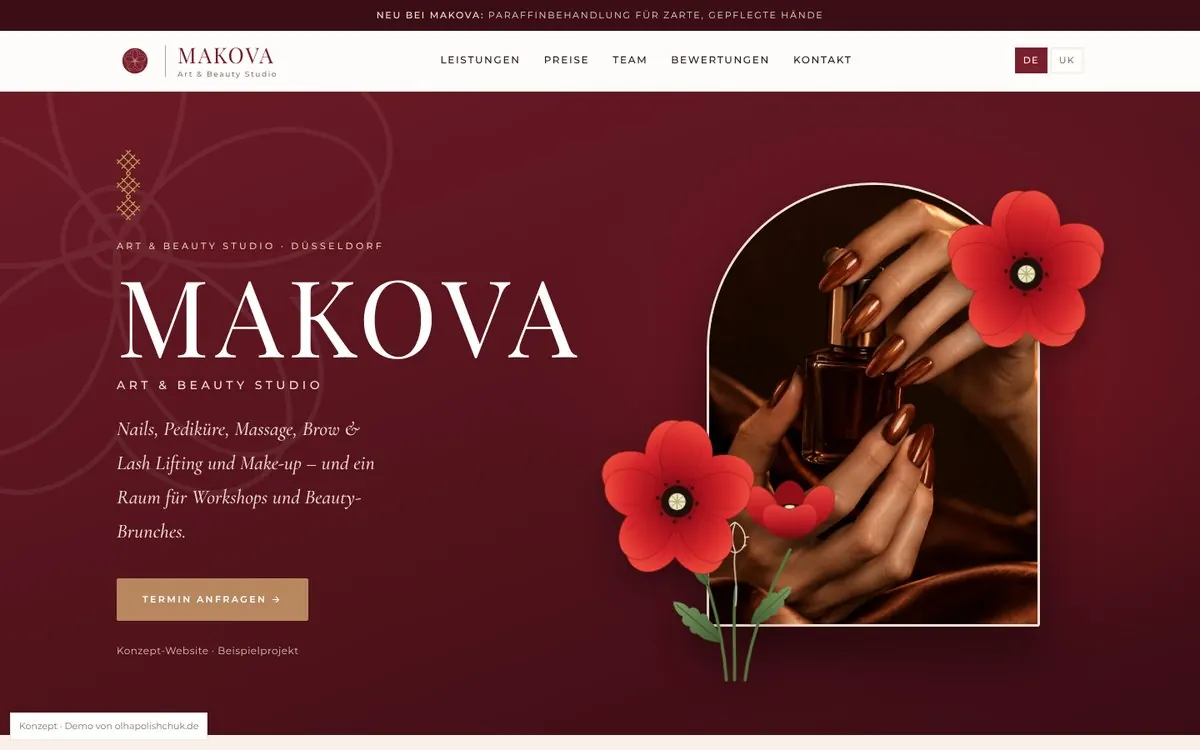 NEU BEI MAKOVA: PARAFFINBEHANDLUNG FÜR ZARTE, GEPFLEGTE HÄNDE
MAKOVA
Art & Beauty Studio
LEISTUNGEN PREISE TEAM BEWERTUNGEN KONTAKT
DE UK
ART & BEAUTY STUDIO · DÜSSELDORF
MAKOVA
ART & BEAUTY STUDIO
Nails, Pediküre, Massage, Brow &
Lash Lifting und Make-up – und ein
Raum für Workshops und Beauty-
Brunches.
TERMIN ANFRAGEN →
Konzept-Website · Beispielprojekt
Konzept · Demo von olhapolishchuk.de